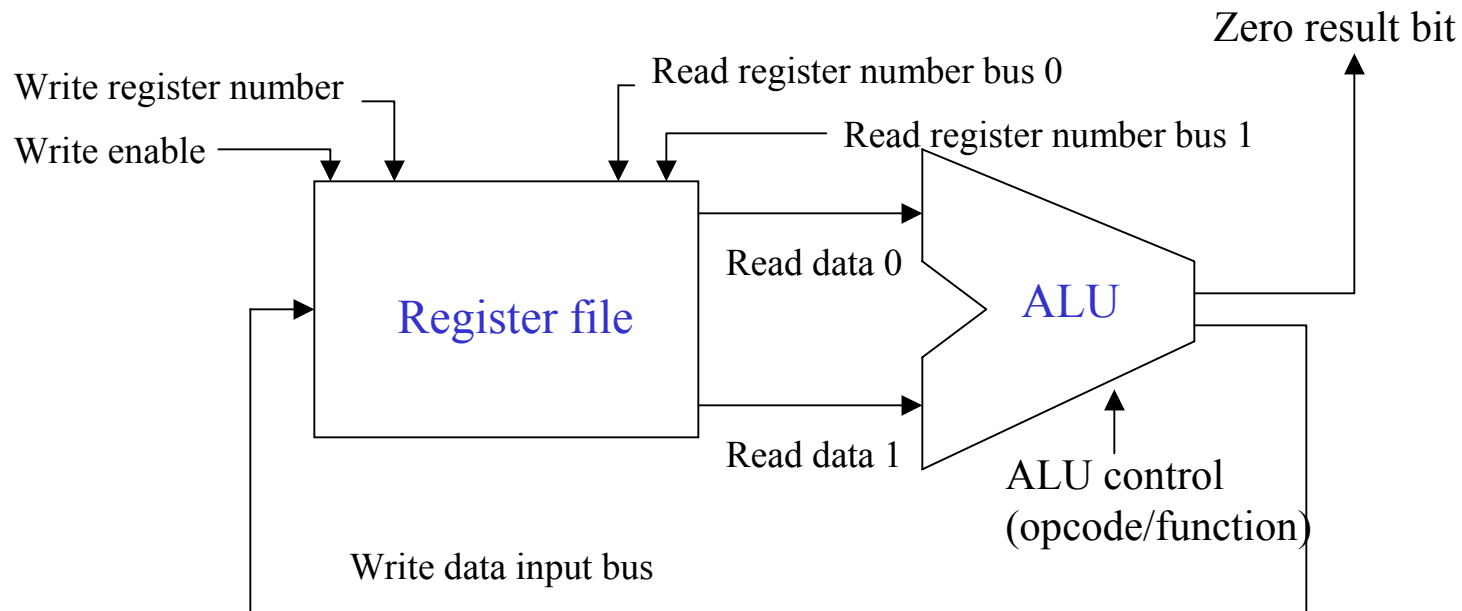 Zero result bit
Write register number
Read register number bus 0
Write enable
Read register number bus 1
Read data 0
Register file
ALU
Read data 1
ALU control
(opcode/function)
Write data input bus